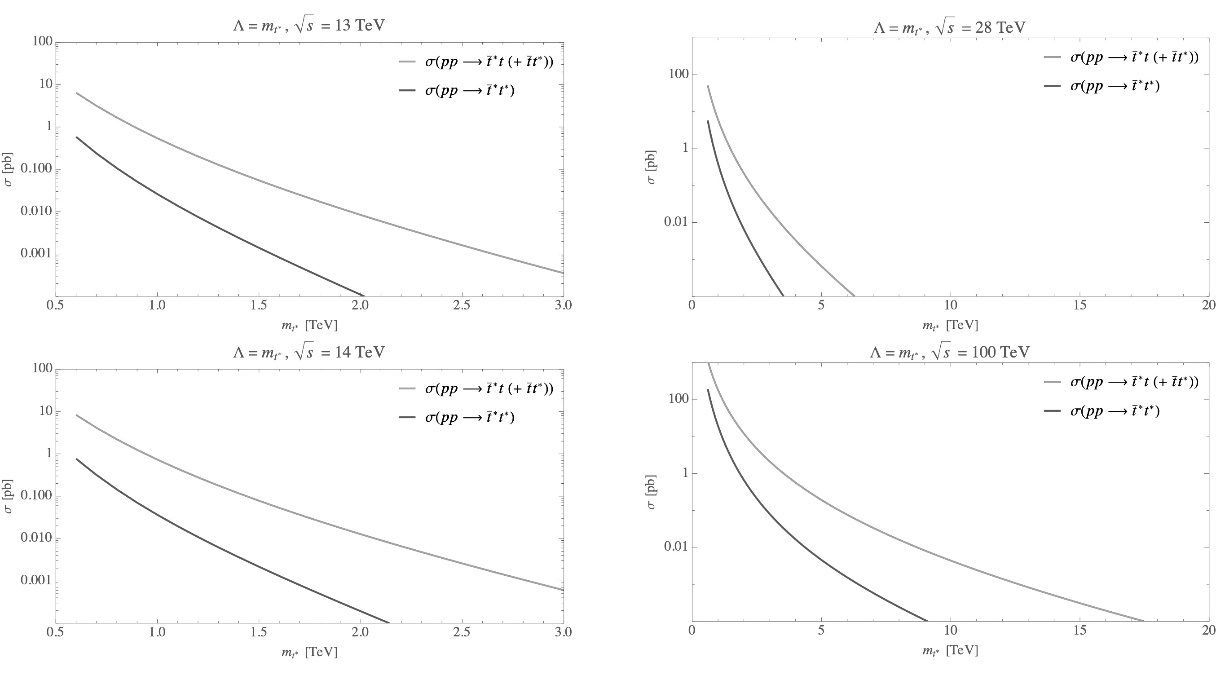 Λ = m_{t*} , √s = 13 TeV
σ(pp ⟶ t̄*t (+ t̄t*))
σ(pp ⟶ t̄*t*)
100
10
1
0.100
0.010
0.001
σ [pb]
0.5 1.0 1.5 2.0 2.5 3.0
m_{t*} [TeV]
Λ = m_{t*} , √s = 28 TeV
σ(pp ⟶ t̄*t (+ t̄t*))
σ(pp ⟶ t̄*t*)
100
1
0.01
σ [pb]
0 5 10 15 20
m_{t*} [TeV]
Λ = m_{t*} , √s = 14 TeV
σ(pp ⟶ t̄*t (+ t̄t*))
σ(pp ⟶ t̄*t*)
100
10
1
0.100
0.010
0.001
σ [pb]
0.5 1.0 1.5 2.0 2.5 3.0
m_{t*} [TeV]
Λ = m_{t*} , √s = 100 TeV
σ(pp ⟶ t̄*t (+ t̄t*))
σ(pp ⟶ t̄*t*)
100
1
0.01
σ [pb]
0 5 10 15 20
m_{t*} [TeV]